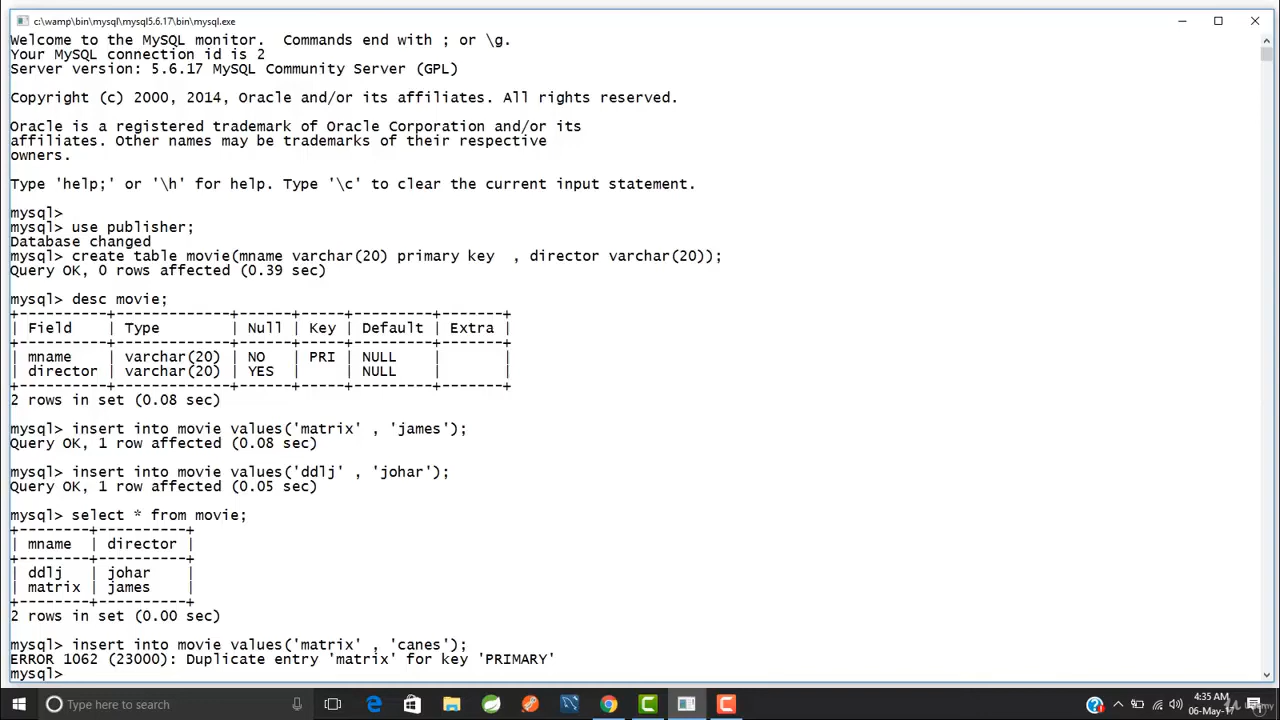 c:\wamp\bin\mysql\mysql5.6.17\bin\mysql.exe
Welcome to the MySQL monitor.  Commands end with ; or \g.
Your MySQL connection id is 2
Server version: 5.6.17 MySQL Community Server (GPL)
Copyright (c) 2000, 2014, Oracle and/or its affiliates. All rights reserved.
Oracle is a registered trademark of Oracle Corporation and/or its
affiliates. Other names may be trademarks of their respective
owners.
Type 'help;' or '\h' for help. Type '\c' to clear the current input statement.
mysql>
mysql> use publisher;
Database changed
mysql> create table movie(mname varchar(20) primary key  , director varchar(20));
Query OK, 0 rows affected (0.39 sec)
mysql> desc movie;
+----------+-------------+------+-----+---------+-------+
| Field    | Type        | Null | Key | Default | Extra |
+----------+-------------+------+-----+---------+-------+
| mname    | varchar(20) | NO   | PRI | NULL    |       |
| director | varchar(20) | YES  |     | NULL    |       |
+----------+-------------+------+-----+---------+-------+
2 rows in set (0.08 sec)
mysql> insert into movie values('matrix' , 'james');
Query OK, 1 row affected (0.08 sec)
mysql> insert into movie values('ddlj' , 'johar');
Query OK, 1 row affected (0.05 sec)
mysql> select * from movie;
+--------+----------+
| mname  | director |
+--------+----------+
| ddlj   | johar    |
| matrix | james    |
+--------+----------+
2 rows in set (0.00 sec)
mysql> insert into movie values('matrix' , 'canes');
ERROR 1062 (23000): Duplicate entry 'matrix' for key 'PRIMARY'
mysql>
Type here to search
4:35 AM
06-May-1
Udemy